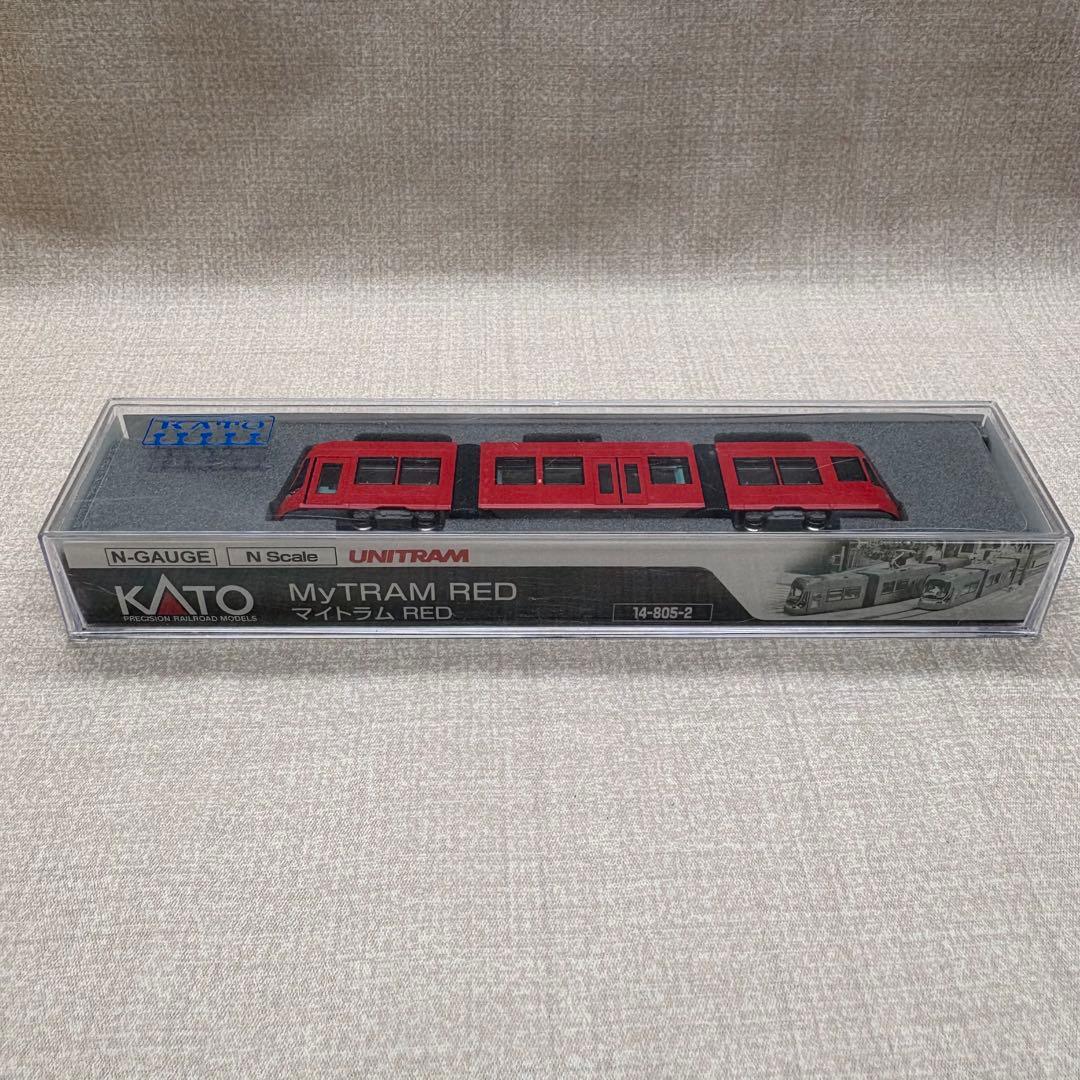 KATO
N-GAUGE N Scale UNITRAM
KATO MyTRAM RED
PRECISION RAILROAD MODELS マイトラム RED 14-805-2